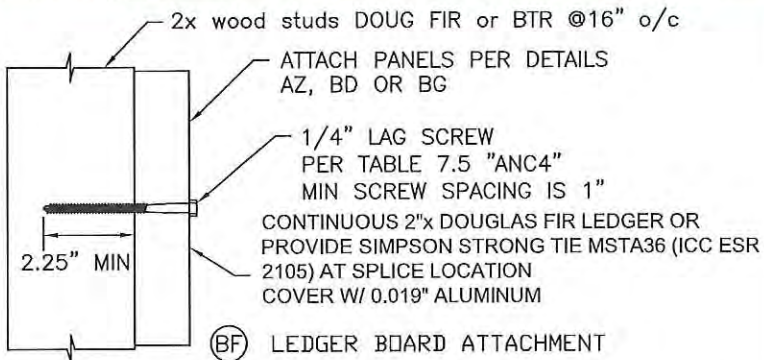 2x wood studs DOUG FIR or BTR @16" o/c
ATTACH PANELS PER DETAILS
AZ, BD OR BG
1/4" LAG SCREW
PER TABLE 7.5 "ANC4"
MIN SCREW SPACING IS 1"
CONTINUOUS 2"x DOUGLAS FIR LEDGER OR
PROVIDE SIMPSON STRONG TIE MSTA36 (ICC ESR
2105) AT SPLICE LOCATION
COVER W/ 0.019" ALUMINUM
2.25" MIN
BF LEDGER BOARD ATTACHMENT